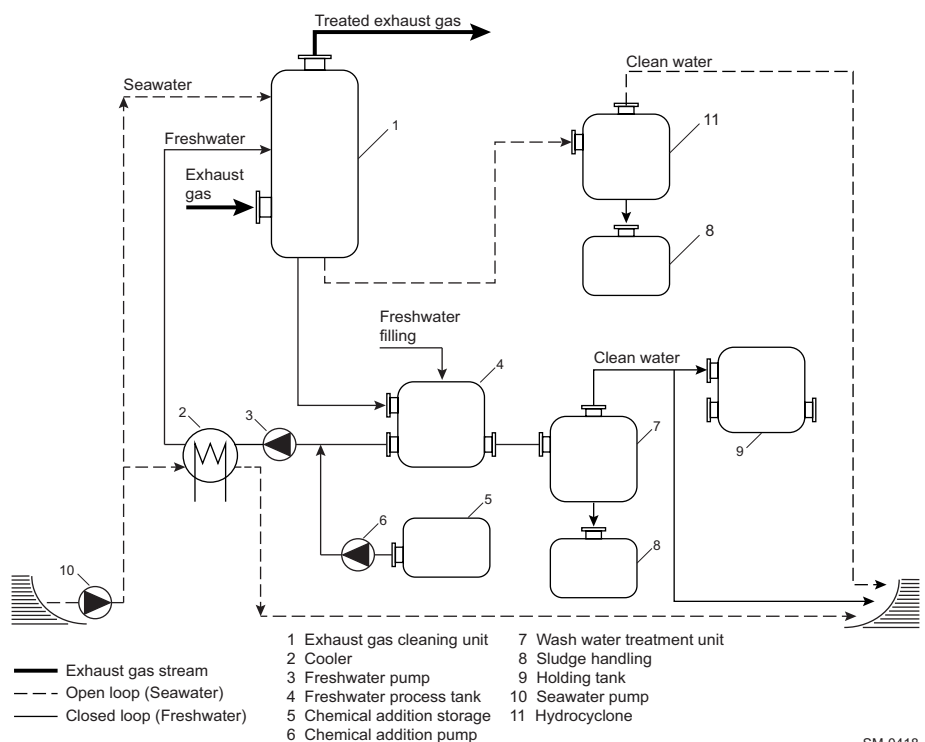 Treated exhaust gas
Clean water
Seawater
11
1
Freshwater
Exhaust
gas
8
Freshwater
filling
Clean water
4
2
3
7
9
5
6
8
10
1 Exhaust gas cleaning unit
2 Cooler
3 Freshwater pump
4 Freshwater process tank
5 Chemical addition storage
6 Chemical addition pump
7 Wash water treatment unit
8 Sludge handling
9 Holding tank
10 Seawater pump
11 Hydrocyclone
Exhaust gas stream
Open loop (Seawater)
Closed loop (Freshwater)